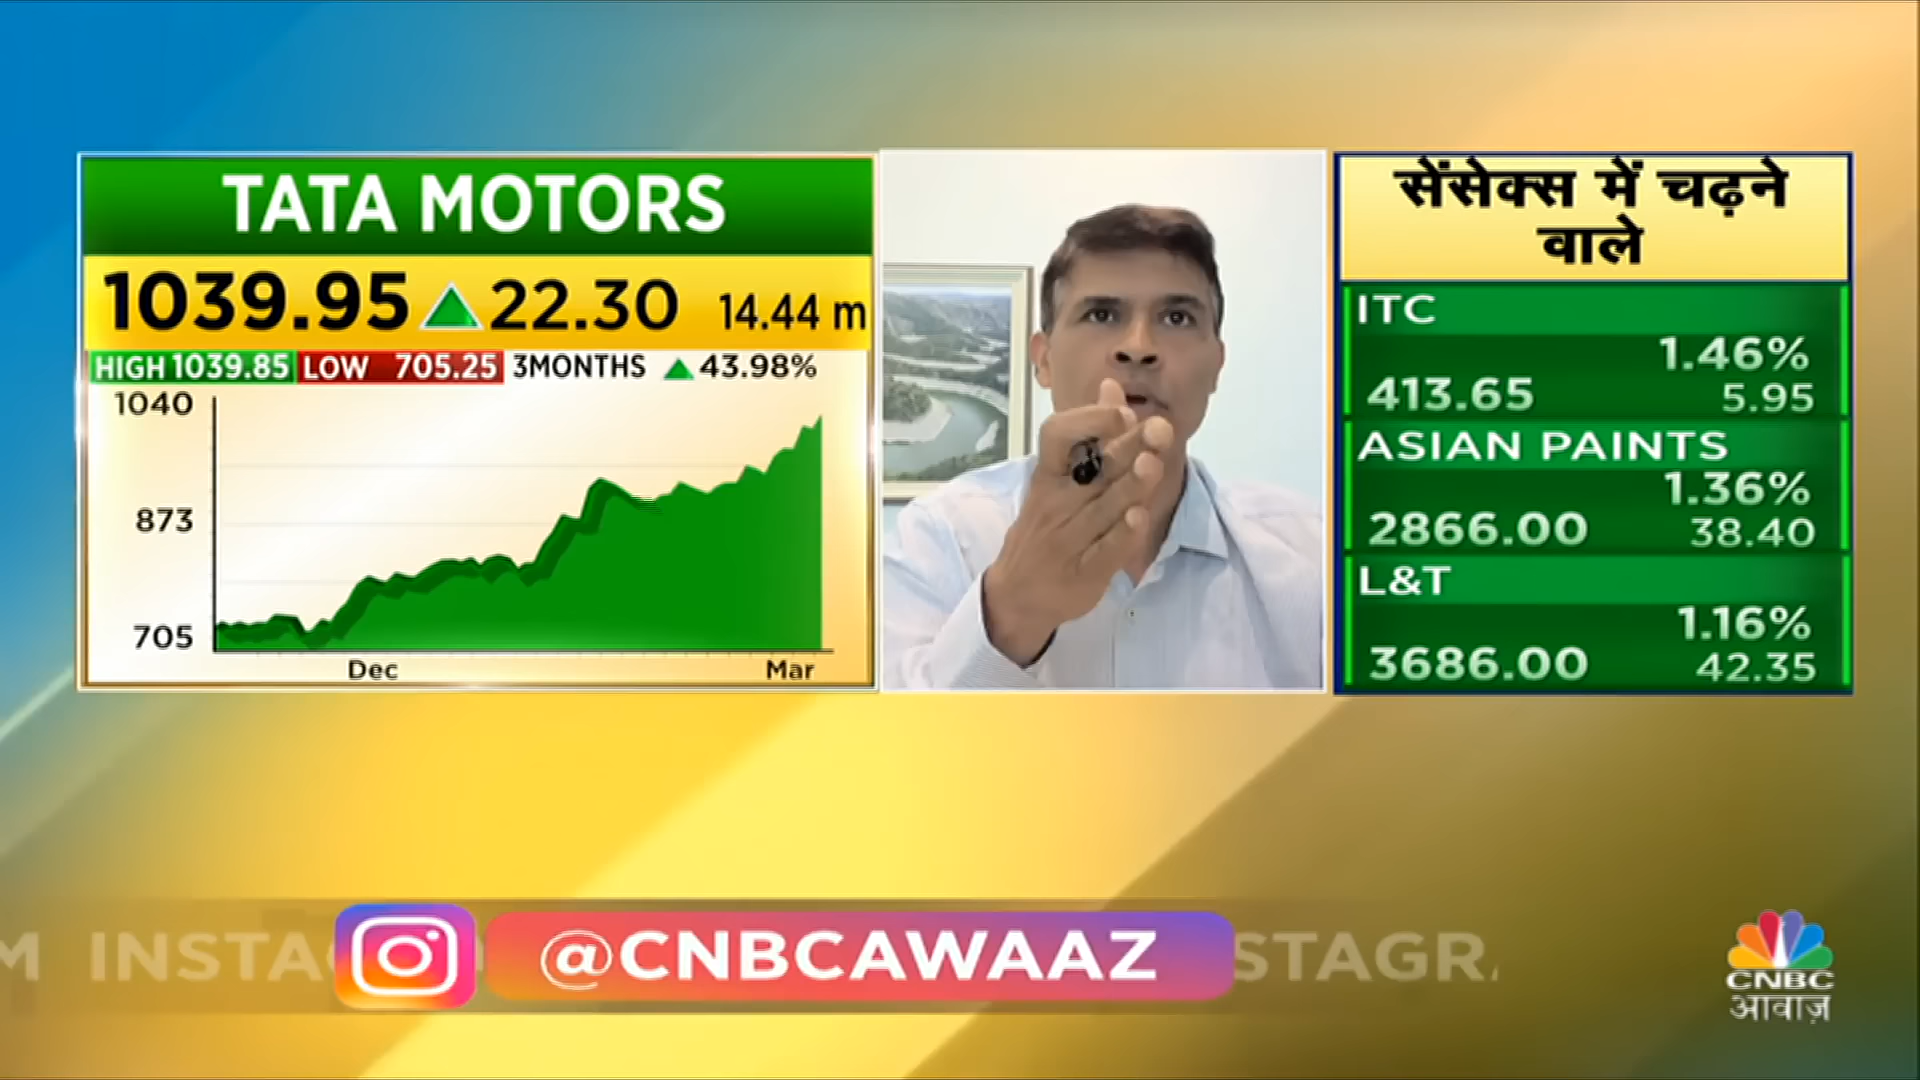 TATA MOTORS
1039.95 ▲ 22.30 14.44 m
HIGH 1039.85 LOW 705.25 3MONTHS ▲ 43.98%
1040
873
705
Dec Mar
सेंसेक्स में चढ़ने
वाले
ITC
1.46%
413.65 5.95
ASIAN PAINTS
1.36%
2866.00 38.40
L&T
1.16%
3686.00 42.35
M INSTA @CNBCAWAAZ STAGR
CNBC
आवाज़